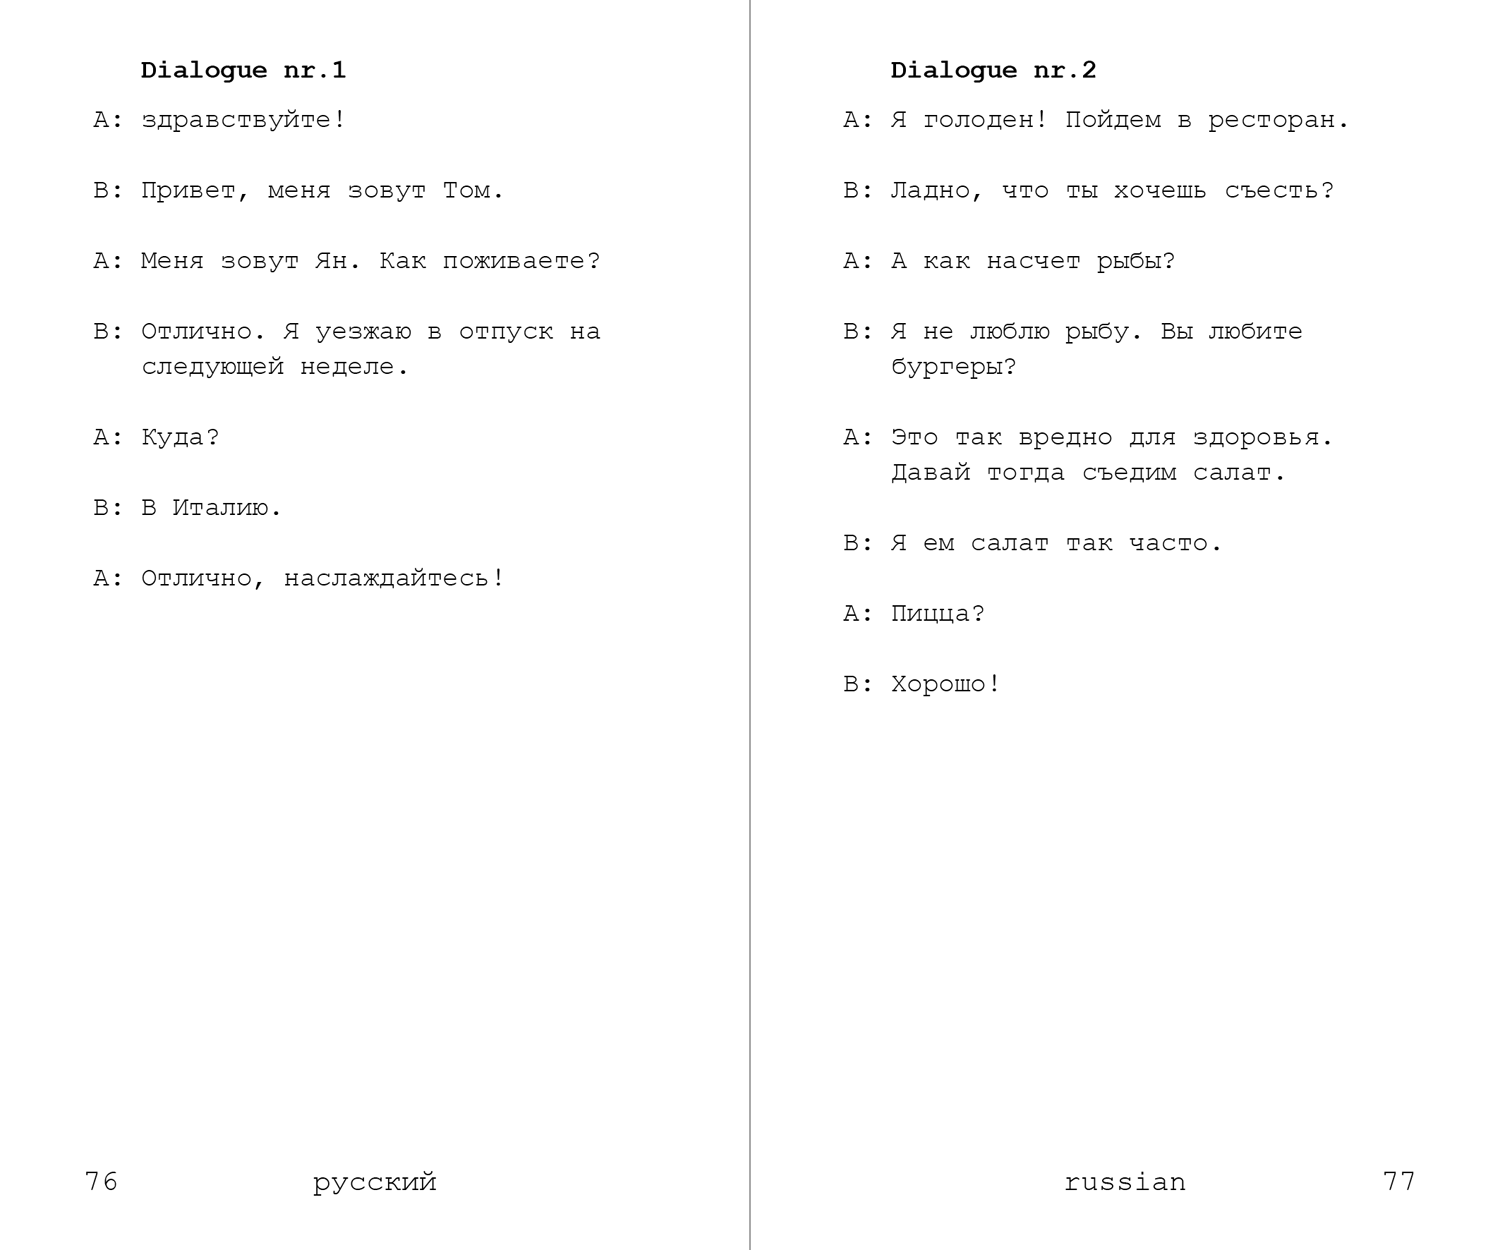 Dialogue nr.1
A: здравствуйте!
B: Привет, меня зовут Том.
A: Меня зовут Ян. Как поживаете?
B: Отлично. Я уезжаю в отпуск на
следующей неделе.
A: Куда?
B: В Италию.
A: Отлично, наслаждайтесь!
76 русский
Dialogue nr.2
A: Я голоден! Пойдем в ресторан.
B: Ладно, что ты хочешь съесть?
A: А как насчет рыбы?
B: Я не люблю рыбу. Вы любите
бургеры?
A: Это так вредно для здоровья.
Давай тогда съедим салат.
B: Я ем салат так часто.
A: Пицца?
B: Хорошо!
russian 77